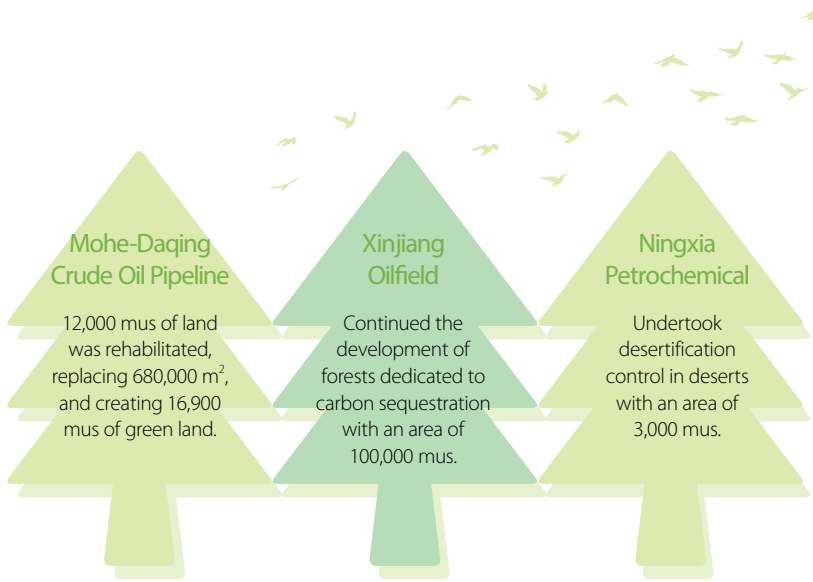 Mohe-Daqing
Crude Oil Pipeline
12,000 mus of land
was rehabilitated,
replacing 680,000 m²,
and creating 16,900
mus of green land.
Xinjiang
Oilfield
Continued the
development of
forests dedicated to
carbon sequestration
with an area of
100,000 mus.
Ningxia
Petrochemical
Undertook
desertification
control in deserts
with an area of
3,000 mus.